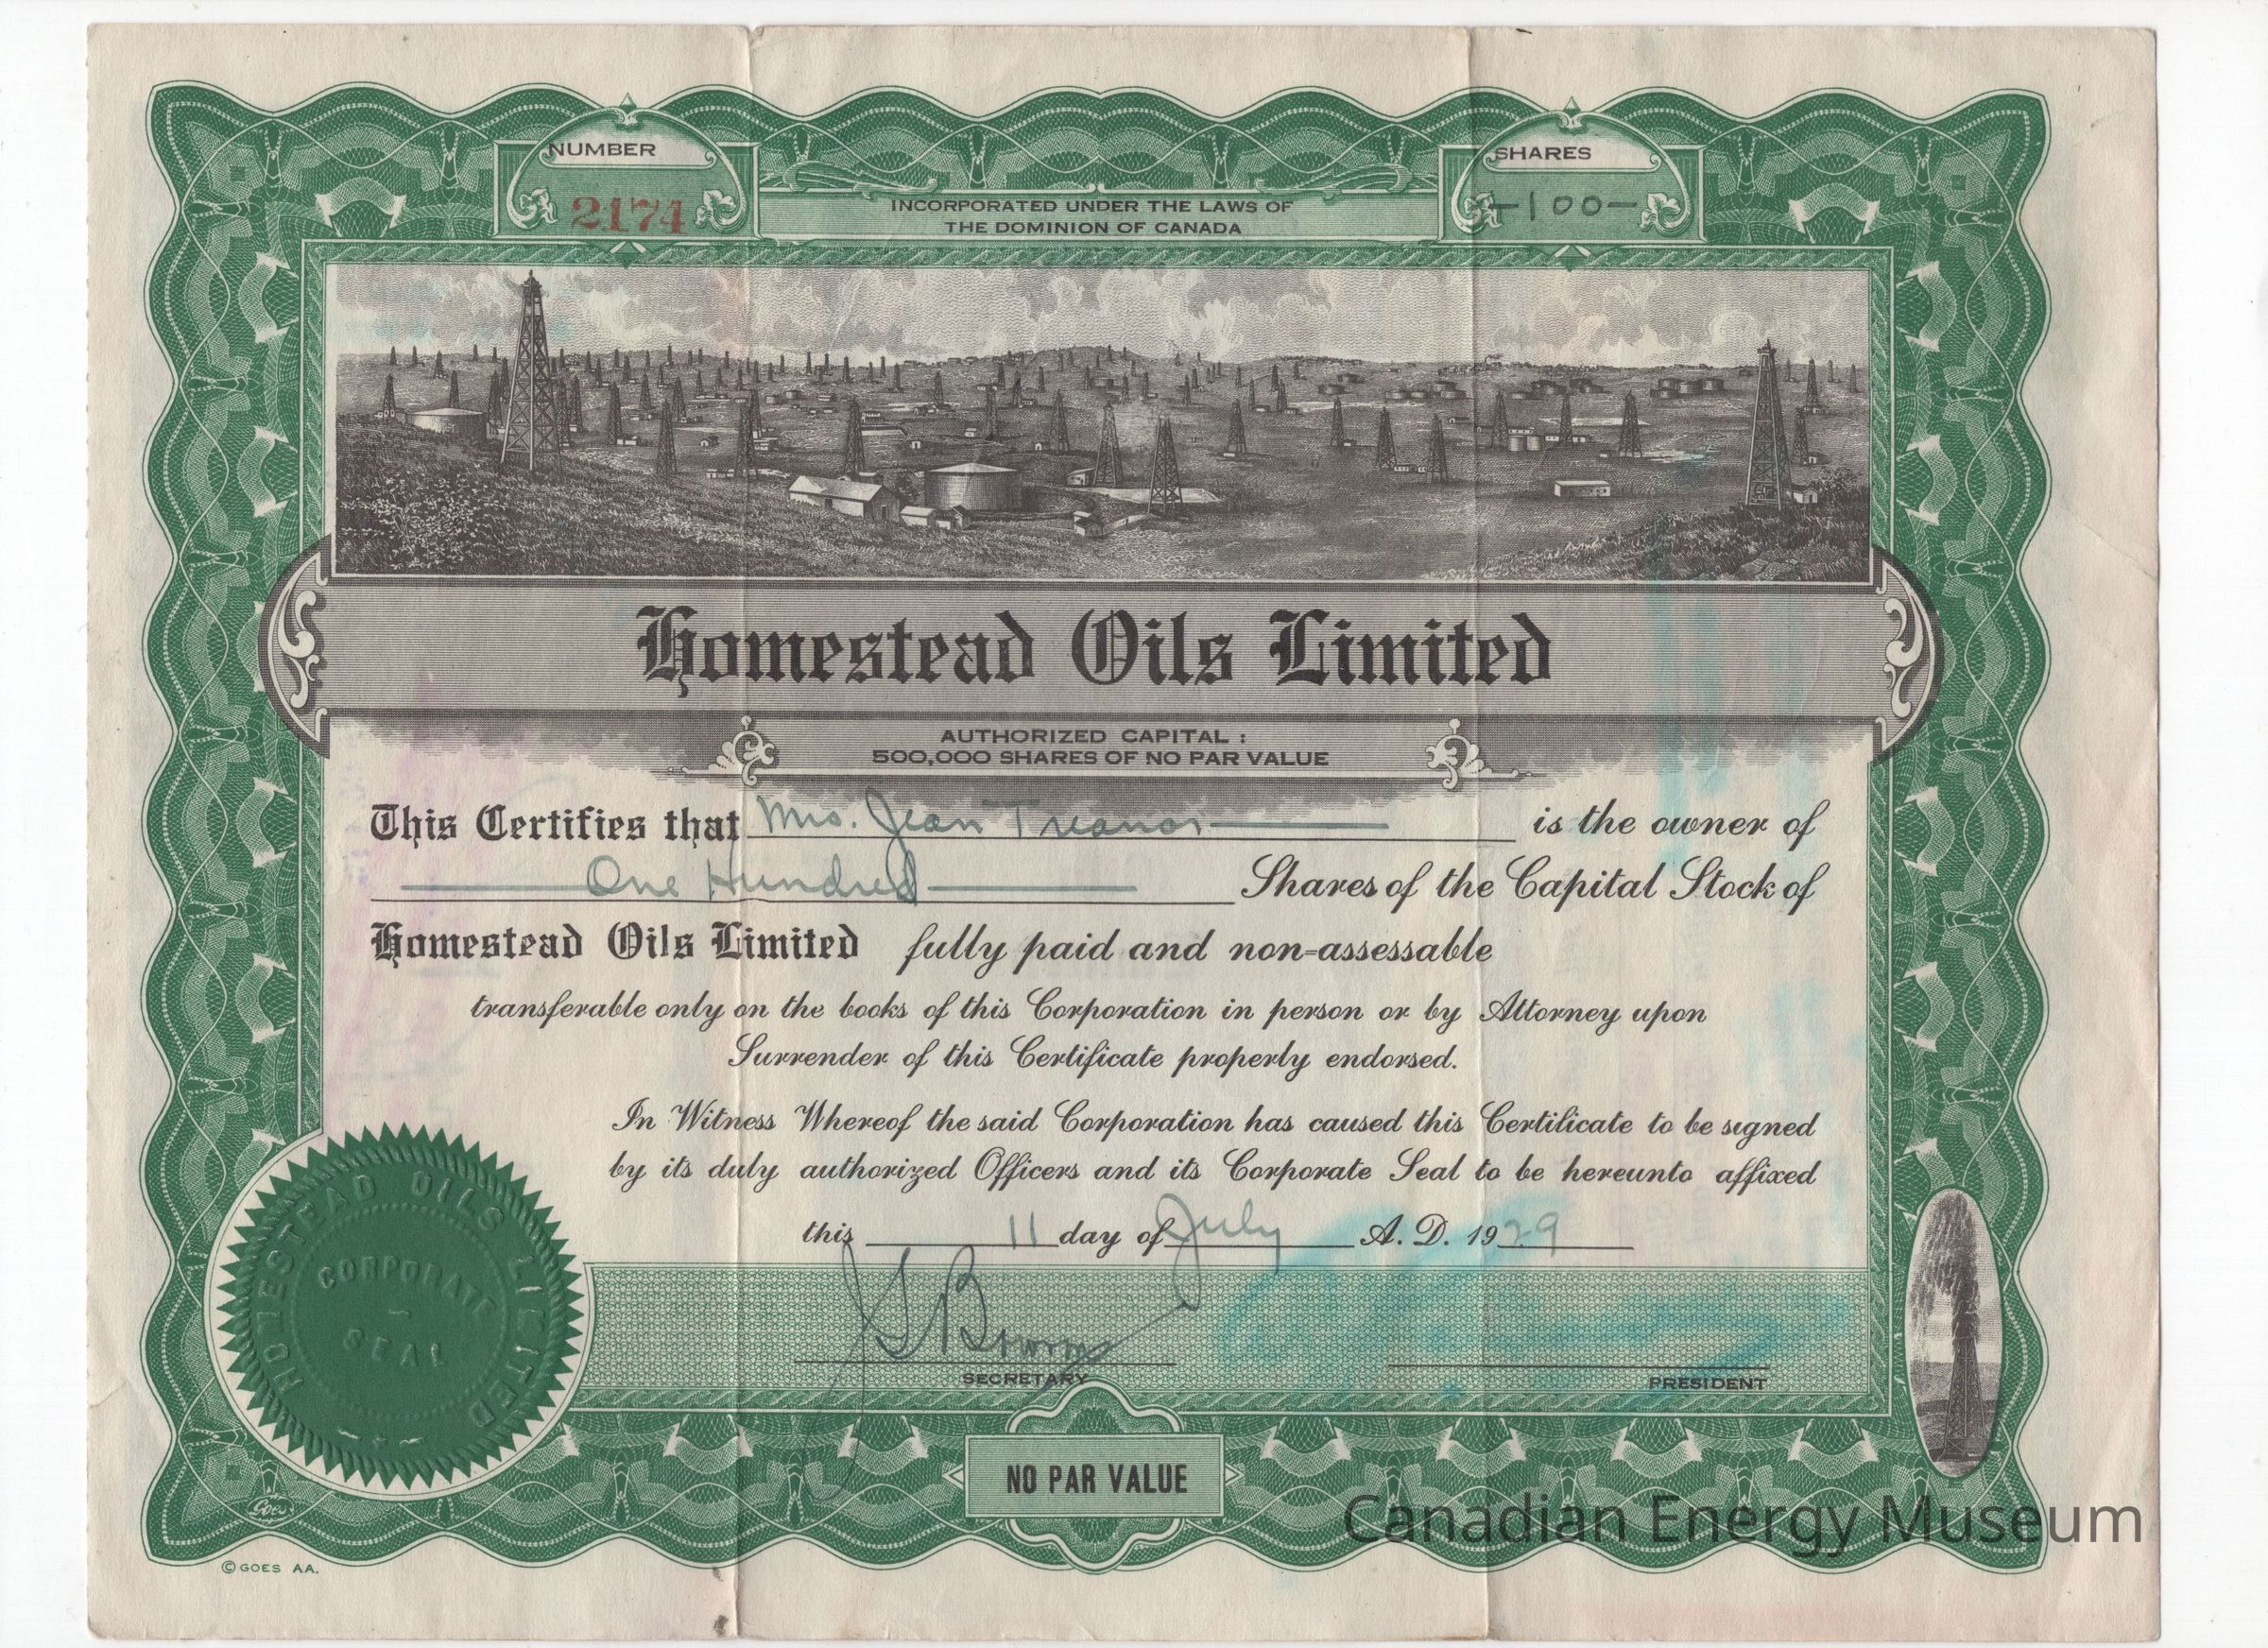 NUMBER
2174
INCORPORATED UNDER THE LAWS OF
THE DOMINION OF CANADA
SHARES
-100-
Homestead Oils Limited
AUTHORIZED CAPITAL :
500,000 SHARES OF NO PAR VALUE
This Certifies that Mrs. Jean Treanor is the owner of
One Hundred Shares of the Capital Stock of
Homestead Oils Limited fully paid and non-assessable
transferable only on the books of this Corporation in person or by Attorney upon
Surrender of this Certificate properly endorsed.
In Witness Whereof the said Corporation has caused this Certificate to be signed
by its duly authorized Officers and its Corporate Seal to be hereunto affixed
this 11 day of July A. D. 1929
HOMESTEAD OILS LIMITED
CORPORATE
SEAL
SECRETARY
PRESIDENT
NO PAR VALUE
Goes
© GOES AA.
Canadian Energy Museum